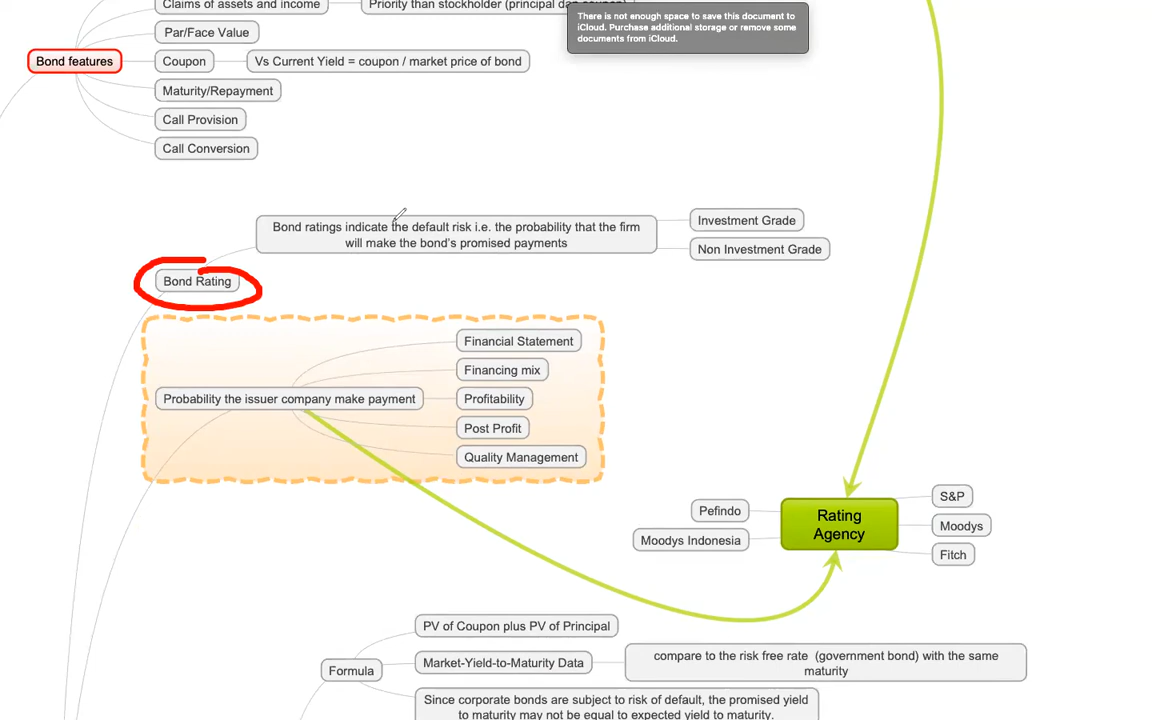 Claims of assets and income
Priority than stockholder (principal dan
There is not enough space to save this document to
iCloud. Purchase additional storage or remove some
documents from iCloud.
Par/Face Value
Bond features
Coupon
Vs Current Yield = coupon / market price of bond
Maturity/Repayment
Call Provision
Call Conversion
Bond ratings indicate the default risk i.e. the probability that the firm
will make the bond's promised payments
Investment Grade
Non Investment Grade
Bond Rating
Financial Statement
Financing mix
Probability the issuer company make payment
Profitability
Post Profit
Quality Management
Pefindo
Moodys Indonesia
Rating
Agency
S&P
Moodys
Fitch
PV of Coupon plus PV of Principal
Formula
Market-Yield-to-Maturity Data
compare to the risk free rate  (government bond) with the same
maturity
Since corporate bonds are subject to risk of default, the promised yield
to maturity may not be equal to expected yield to maturity.